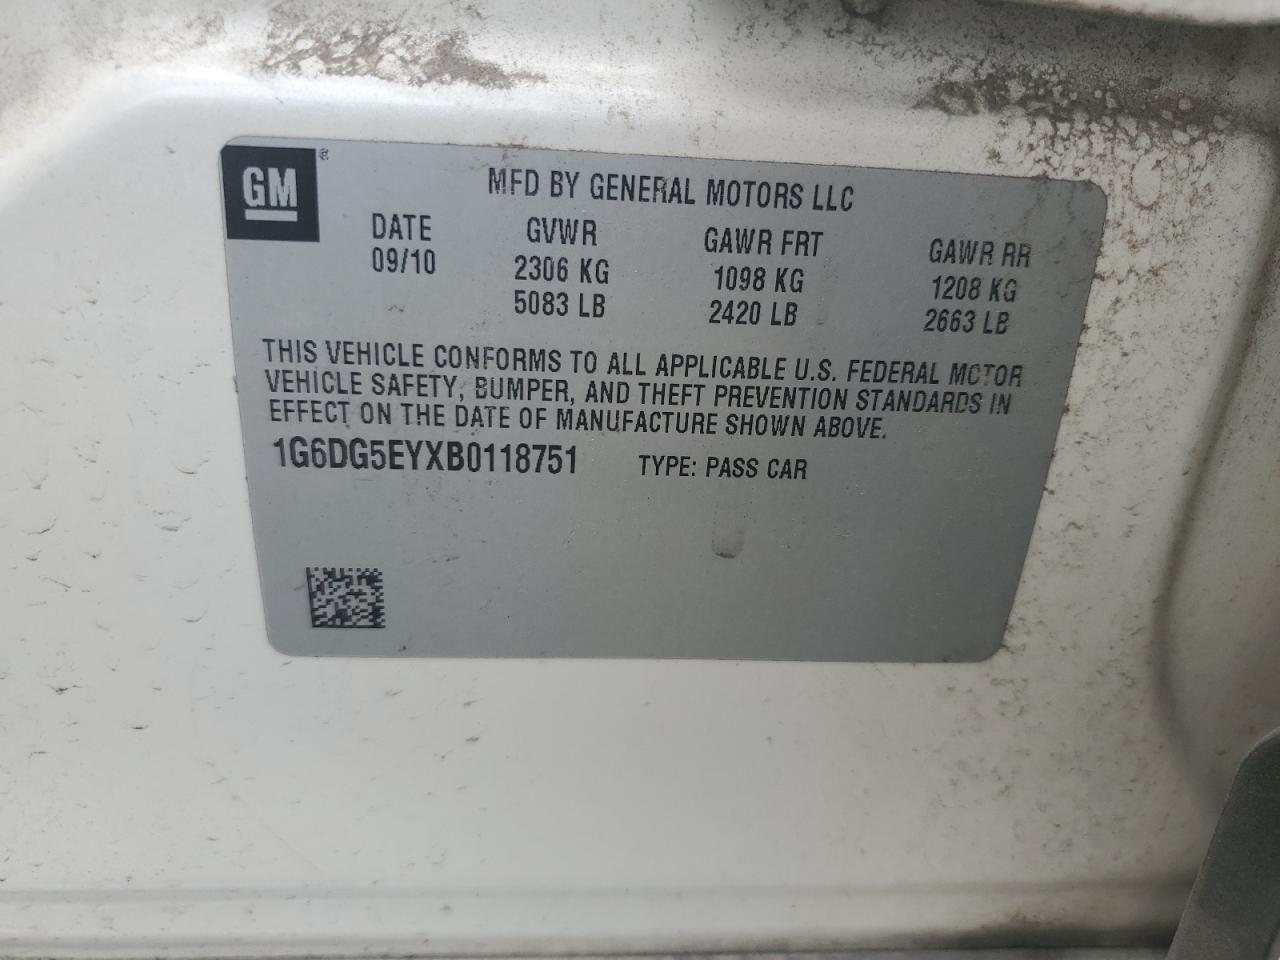 GM®
MFD BY GENERAL MOTORS LLC
DATE GVWR GAWR FRT GAWR RR
09/10 2306 KG 1098 KG 1208 KG
5083 LB 2420 LB 2663 LB
THIS VEHICLE CONFORMS TO ALL APPLICABLE U.S. FEDERAL MOTOR
VEHICLE SAFETY, BUMPER, AND THEFT PREVENTION STANDARDS IN
EFFECT ON THE DATE OF MANUFACTURE SHOWN ABOVE.
1G6DG5EYXB0118751 TYPE: PASS CAR